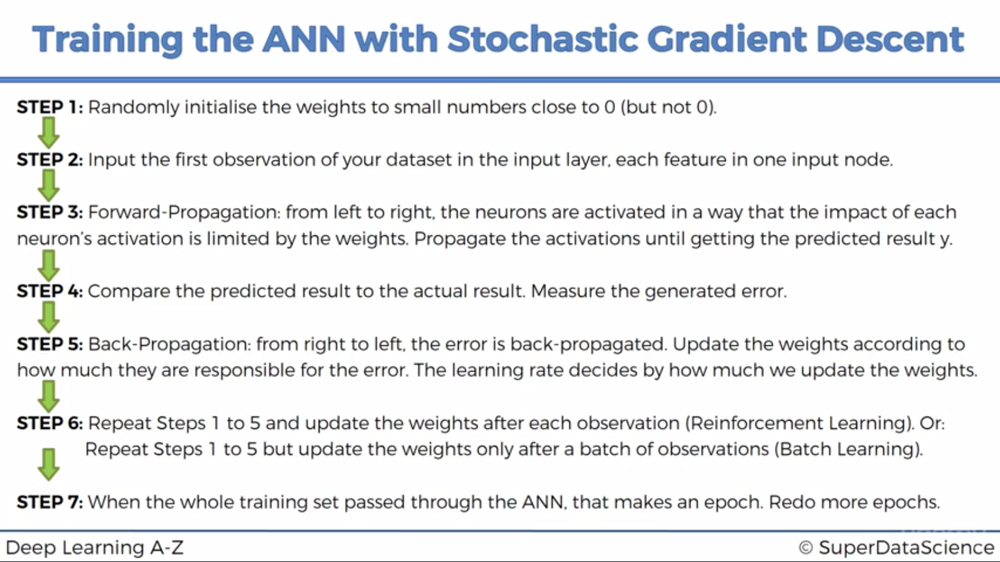 Training the ANN with Stochastic Gradient Descent
STEP 1: Randomly initialise the weights to small numbers close to 0 (but not 0).
STEP 2: Input the first observation of your dataset in the input layer, each feature in one input node.
STEP 3: Forward-Propagation: from left to right, the neurons are activated in a way that the impact of each
neuron's activation is limited by the weights. Propagate the activations until getting the predicted result y.
STEP 4: Compare the predicted result to the actual result. Measure the generated error.
STEP 5: Back-Propagation: from right to left, the error is back-propagated. Update the weights according to
how much they are responsible for the error. The learning rate decides by how much we update the weights.
STEP 6: Repeat Steps 1 to 5 and update the weights after each observation (Reinforcement Learning). Or:
Repeat Steps 1 to 5 but update the weights only after a batch of observations (Batch Learning).
STEP 7: When the whole training set passed through the ANN, that makes an epoch. Redo more epochs.
Deep Learning A-Z
© SuperDataScience